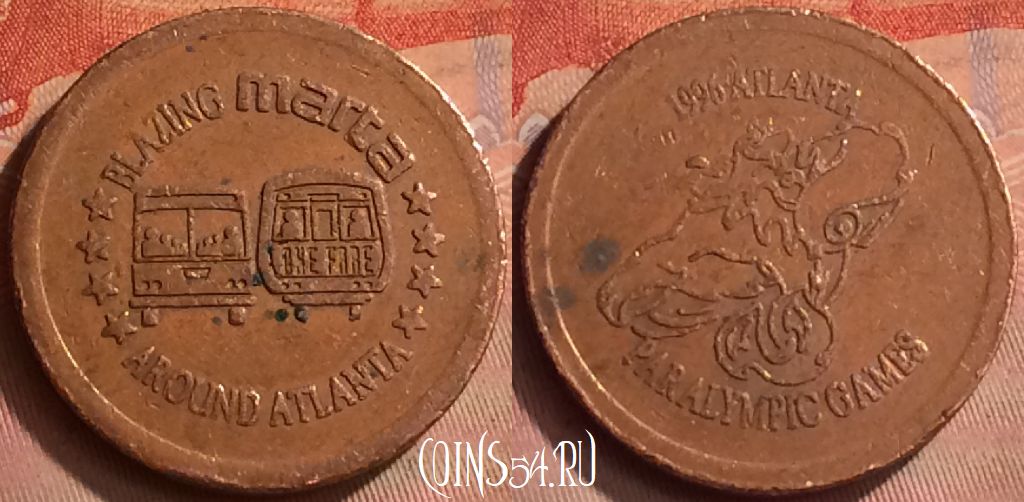 BLAZING marta
ONE FARE
AROUND ATLANTA
1996 ATLANTA
PARALYMPIC GAMES
COINS54.RU